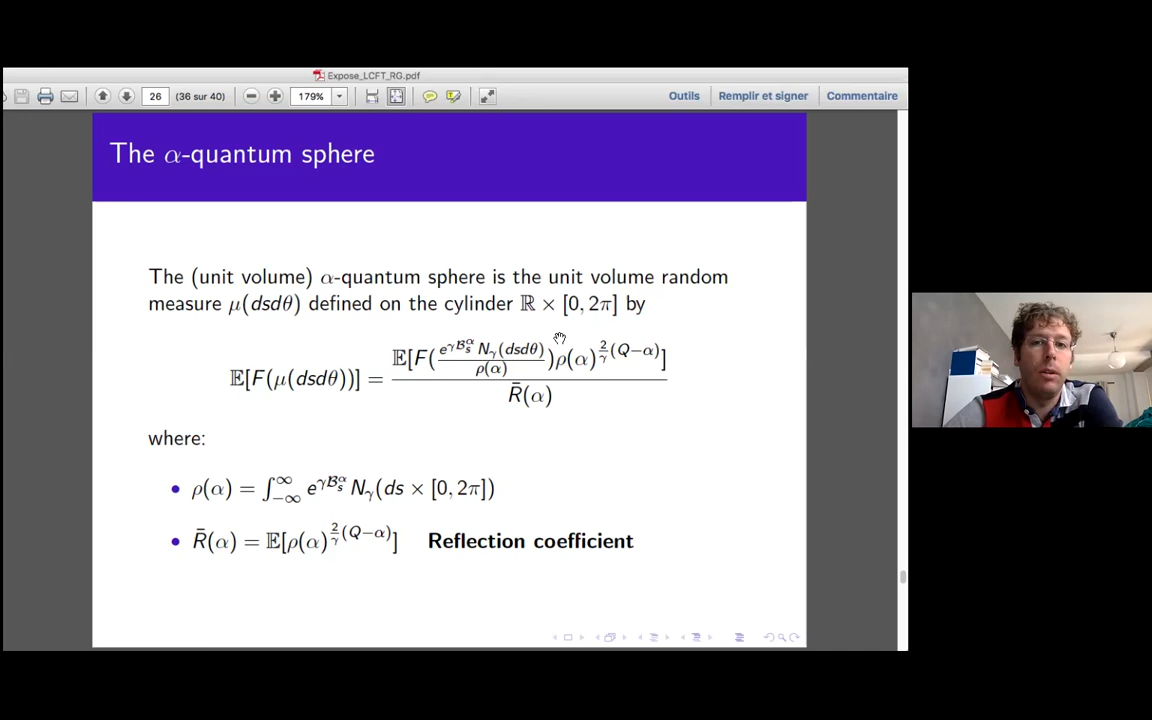 Expose_LCFT_RG.pdf
26 (36 sur 40) 179% Outils Remplir et signer Commentaire
The α-quantum sphere
The (unit volume) α-quantum sphere is the unit volume random
measure μ(dsdθ) defined on the cylinder ℝ × [0, 2π] by
𝔼[F(μ(dsdθ))] = 𝔼[F(e^{γℬ_s^α} N_γ(dsdθ) / ρ(α))ρ(α)^{2/γ (Q−α)}] / R̄(α)
where:
• ρ(α) = ∫_{−∞}^{∞} e^{γℬ_s^α} N_γ(ds × [0, 2π])
• R̄(α) = 𝔼[ρ(α)^{2/γ (Q−α)}] Reflection coefficient